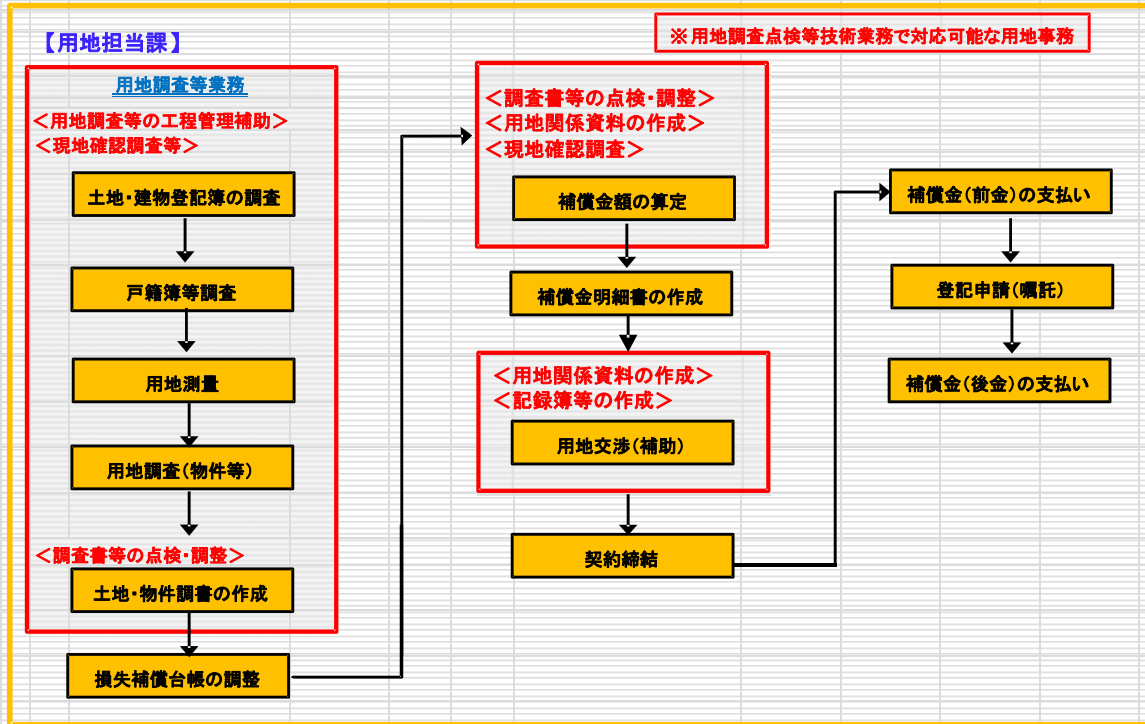 【用地担当課】
※用地調査点検等技術業務で対応可能な用地事務
用地調査等業務
＜用地調査等の工程管理補助＞
＜現地確認調査等＞
土地・建物登記簿の調査
戸籍簿等調査
用地測量
用地調査(物件等)
＜調査書等の点検・調整＞
土地・物件調書の作成
損失補償台帳の調整
＜調査書等の点検・調整＞
＜用地関係資料の作成＞
＜現地確認調査＞
補償金額の算定
補償金明細書の作成
＜用地関係資料の作成＞
＜記録簿等の作成＞
用地交渉(補助)
契約締結
補償金(前金)の支払い
登記申請(嘱託)
補償金(後金)の支払い